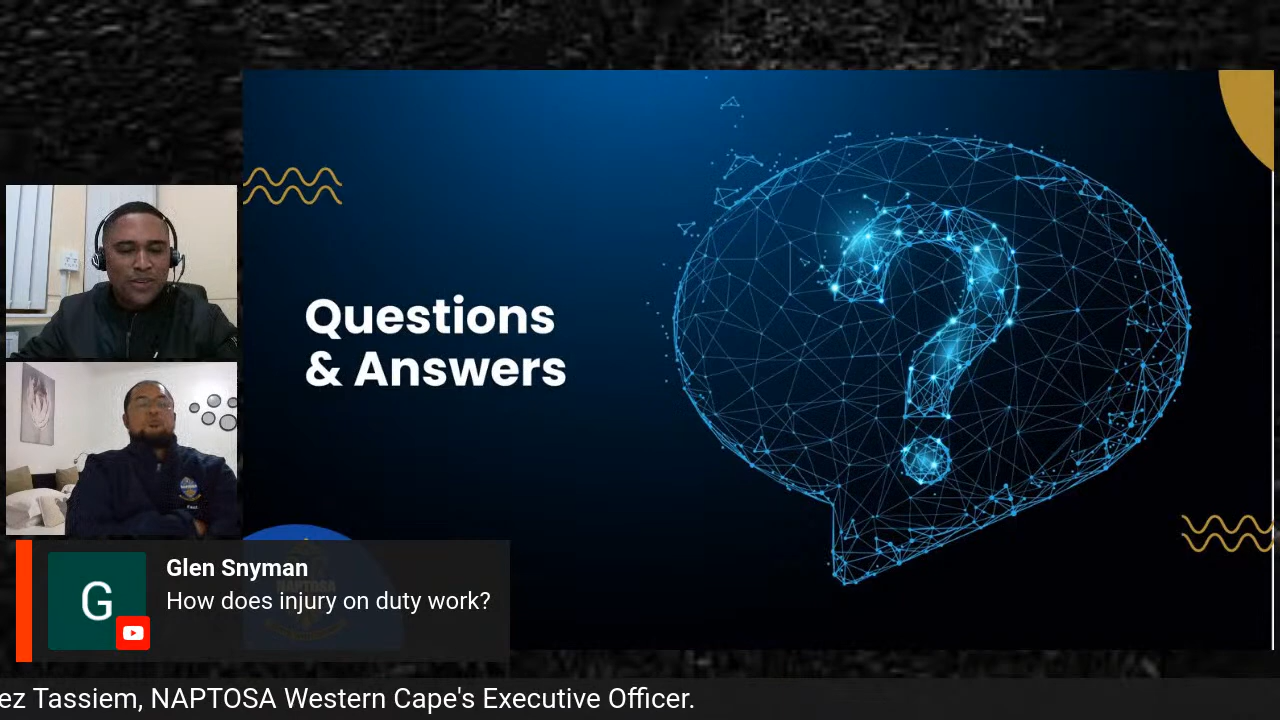 Questions
& Answers
G
Glen Snyman
How does injury on duty work?
ez Tassiem, NAPTOSA Western Cape's Executive Officer.